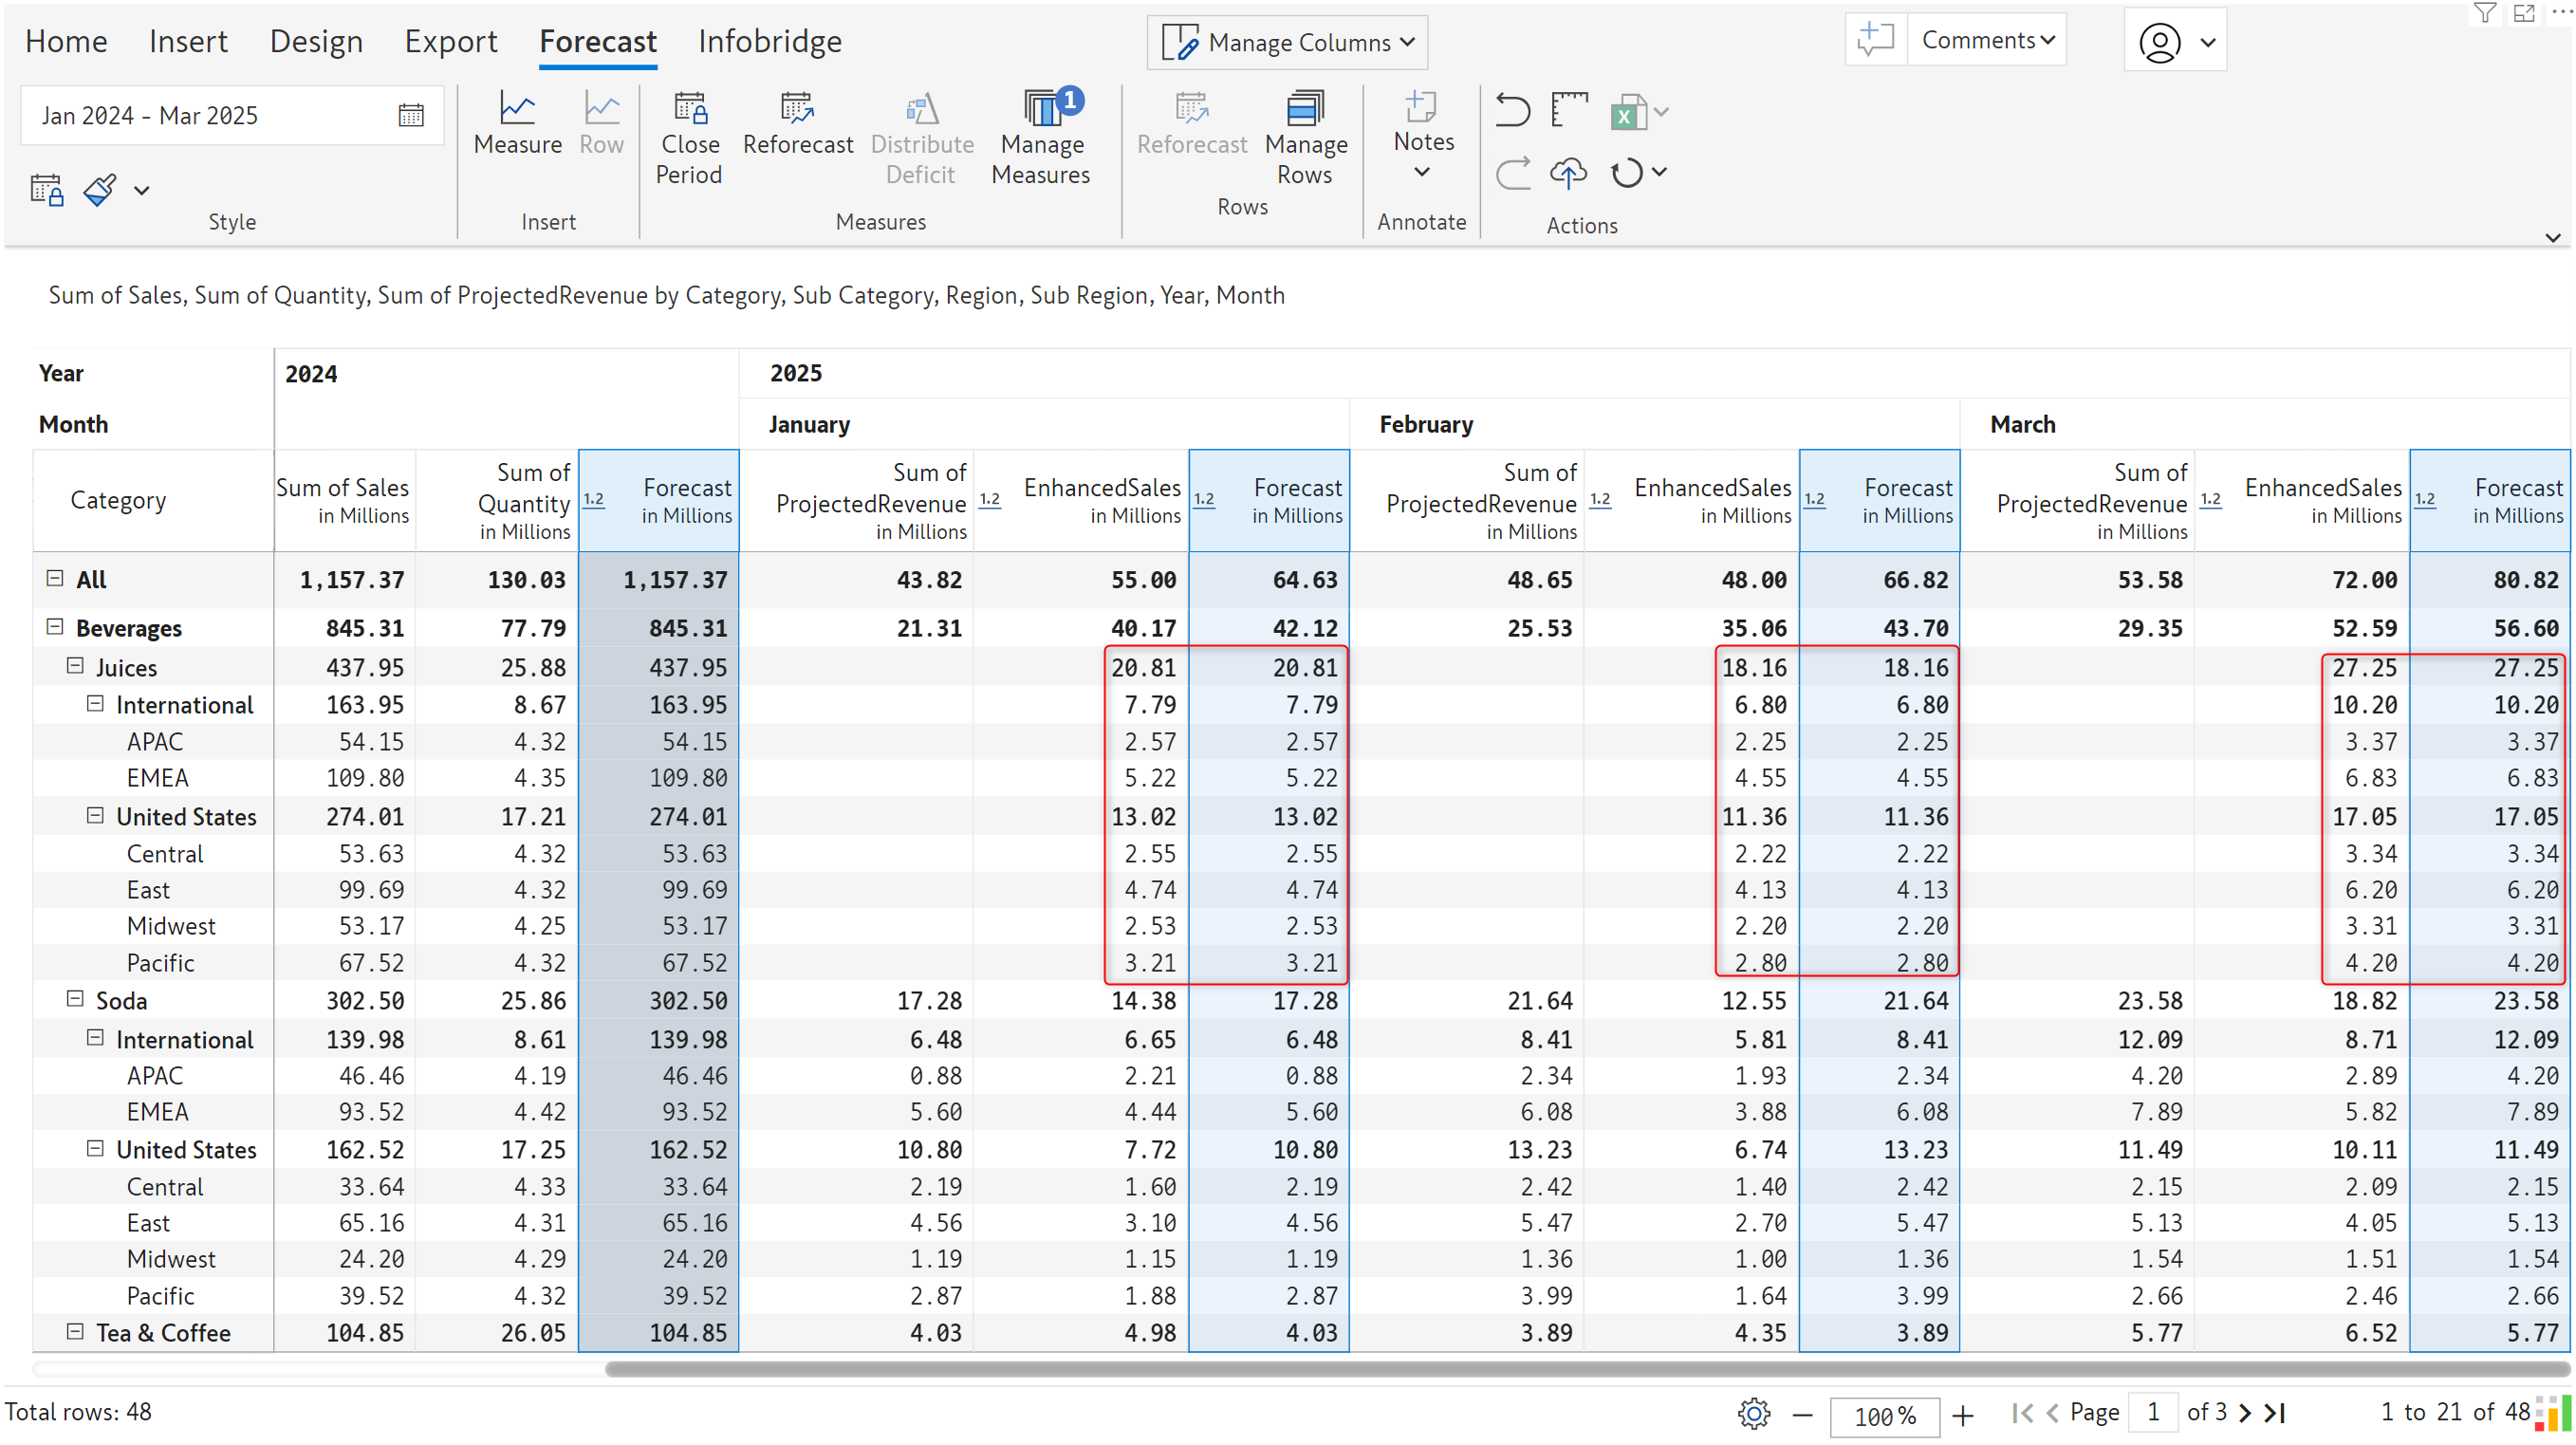 Home Insert Design Export Forecast Infobridge Manage Columns Comments
Jan 2024 - Mar 2025
Style
Measure Row
Insert
Close Period Reforecast Distribute Deficit Manage Measures 1
Measures
Reforecast Manage Rows
Rows
Notes
Annotate
Actions
Sum of Sales, Sum of Quantity, Sum of ProjectedRevenue by Category, Sub Category, Region, Sub Region, Year, Month
Year 2024 2025
Month January February March
Category Sum of Sales in Millions Sum of Quantity in Millions 1.2 Forecast in Millions Sum of ProjectedRevenue in Millions 1.2 EnhancedSales in Millions 1.2 Forecast in Millions Sum of ProjectedRevenue in Millions 1.2 EnhancedSales in Millions 1.2 Forecast in Millions Sum of ProjectedRevenue in Millions 1.2 EnhancedSales in Millions 1.2 Forecast in Millions
All 1,157.37 130.03 1,157.37 43.82 55.00 64.63 48.65 48.00 66.82 53.58 72.00 80.82
Beverages 845.31 77.79 845.31 21.31 40.17 42.12 25.53 35.06 43.70 29.35 52.59 56.60
Juices 437.95 25.88 437.95 20.81 20.81 18.16 18.16 27.25 27.25
International 163.95 8.67 163.95 7.79 7.79 6.80 6.80 10.20 10.20
APAC 54.15 4.32 54.15 2.57 2.57 2.25 2.25 3.37 3.37
EMEA 109.80 4.35 109.80 5.22 5.22 4.55 4.55 6.83 6.83
United States 274.01 17.21 274.01 13.02 13.02 11.36 11.36 17.05 17.05
Central 53.63 4.32 53.63 2.55 2.55 2.22 2.22 3.34 3.34
East 99.69 4.32 99.69 4.74 4.74 4.13 4.13 6.20 6.20
Midwest 53.17 4.25 53.17 2.53 2.53 2.20 2.20 3.31 3.31
Pacific 67.52 4.32 67.52 3.21 3.21 2.80 2.80 4.20 4.20
Soda 302.50 25.86 302.50 17.28 14.38 17.28 21.64 12.55 21.64 23.58 18.82 23.58
International 139.98 8.61 139.98 6.48 6.65 6.48 8.41 5.81 8.41 12.09 8.71 12.09
APAC 46.46 4.19 46.46 0.88 2.21 0.88 2.34 1.93 2.34 4.20 2.89 4.20
EMEA 93.52 4.42 93.52 5.60 4.44 5.60 6.08 3.88 6.08 7.89 5.82 7.89
United States 162.52 17.25 162.52 10.80 7.72 10.80 13.23 6.74 13.23 11.49 10.11 11.49
Central 33.64 4.33 33.64 2.19 1.60 2.19 2.42 1.40 2.42 2.15 2.09 2.15
East 65.16 4.31 65.16 4.56 3.10 4.56 5.47 2.70 5.47 5.13 4.05 5.13
Midwest 24.20 4.29 24.20 1.19 1.15 1.19 1.36 1.00 1.36 1.54 1.51 1.54
Pacific 39.52 4.32 39.52 2.87 1.88 2.87 3.99 1.64 3.99 2.66 2.46 2.66
Tea & Coffee 104.85 26.05 104.85 4.03 4.98 4.03 3.89 4.35 3.89 5.77 6.52 5.77
Total rows: 48 100% Page 1 of 3 1 to 21 of 48